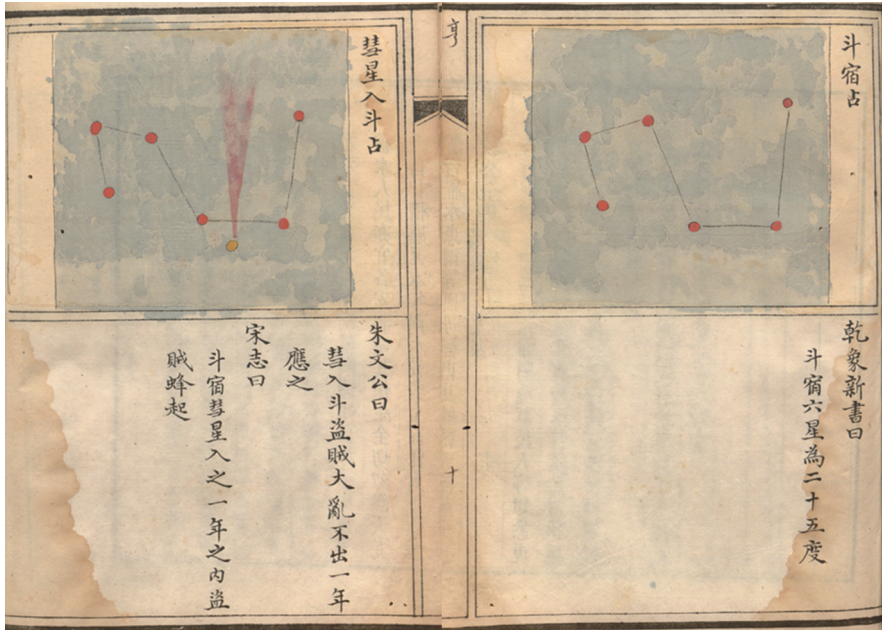 斗宿占
乾象新書曰
斗宿六星為二十五度
亨
十
彗星入斗占
朱文公曰
彗入斗盜賊大亂不出一年
應之
宋志曰
斗宿彗星入之一年之內盜
賊蜂起